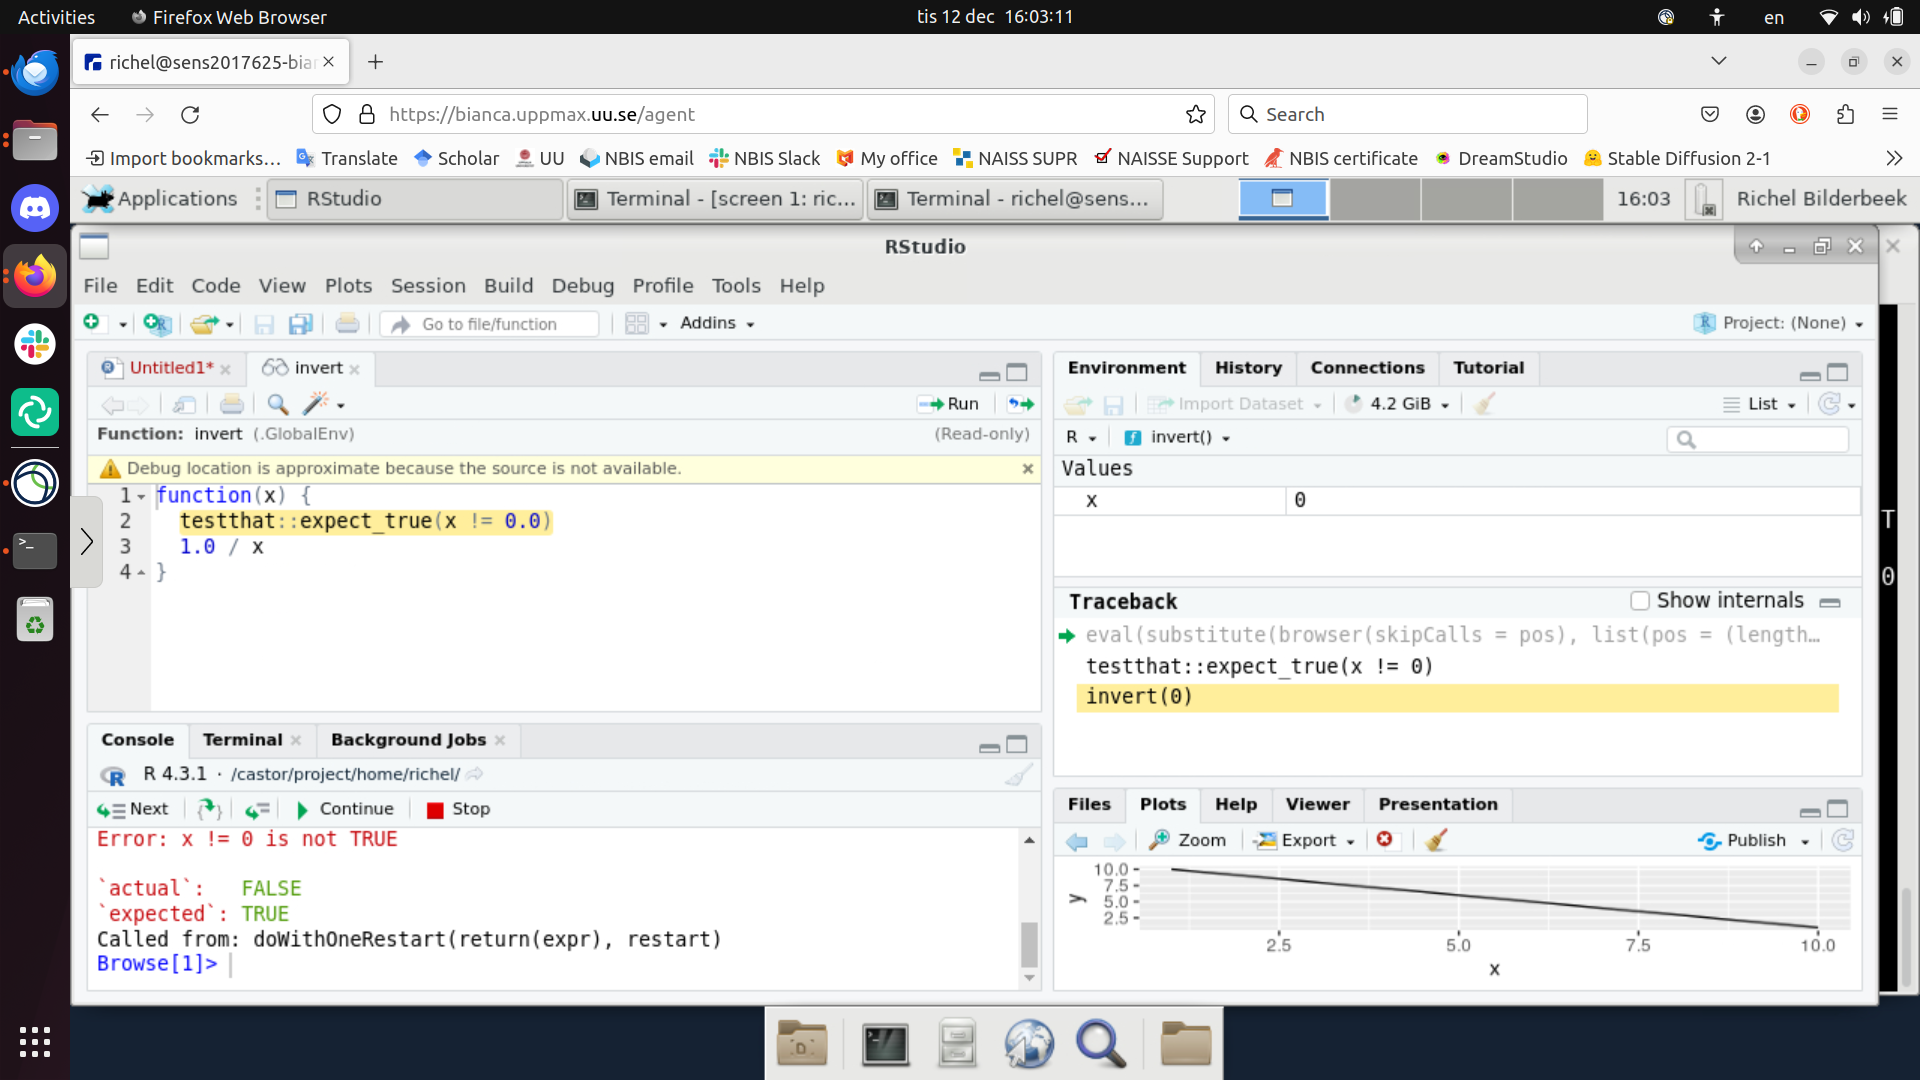 Activities
Firefox Web Browser
tis 12 dec 16:03:11
en
richel@sens2017625-bia
https://bianca.uppmax.uu.se/agent
Search
Import bookmarks...
Translate
Scholar
UU
NBIS email
NBIS Slack
My office
NAISS SUPR
NAISSE Support
NBIS certificate
DreamStudio
Stable Diffusion 2-1
Applications
RStudio
Terminal - [screen 1: ric...
Terminal - richel@sens...
16:03
Richel Bilderbeek
RStudio
File Edit Code View Plots Session Build Debug Profile Tools Help
Go to file/function
Addins
Project: (None)
Untitled1*
invert
Run
Function: invert (.GlobalEnv)
(Read-only)
Debug location is approximate because the source is not available.
1 function(x) {
2 testthat::expect_true(x != 0.0)
3 1.0 / x
4 }
Console
Terminal
Background Jobs
R 4.3.1 · /castor/project/home/richel/
Next
Continue
Stop
Error: x != 0 is not TRUE
`actual`: FALSE
`expected`: TRUE
Called from: doWithOneRestart(return(expr), restart)
Browse[1]>
Environment
History
Connections
Tutorial
Import Dataset
4.2 GiB
List
R
invert()
Values
x 0
Traceback
Show internals
eval(substitute(browser(skipCalls = pos), list(pos = (length...
testthat::expect_true(x != 0)
invert(0)
Files
Plots
Help
Viewer
Presentation
Zoom
Export
Publish
10.0
7.5
5.0
2.5
y
2.5 5.0 7.5 10.0
x
T
0